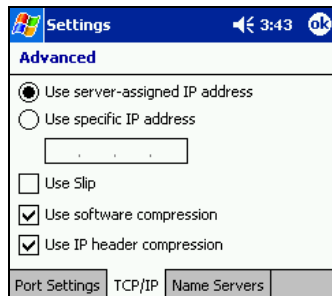 Settings 3:43 ok
Advanced
Use server-assigned IP address
Use specific IP address
. . .
Use Slip
Use software compression
Use IP header compression
Port Settings TCP/IP Name Servers